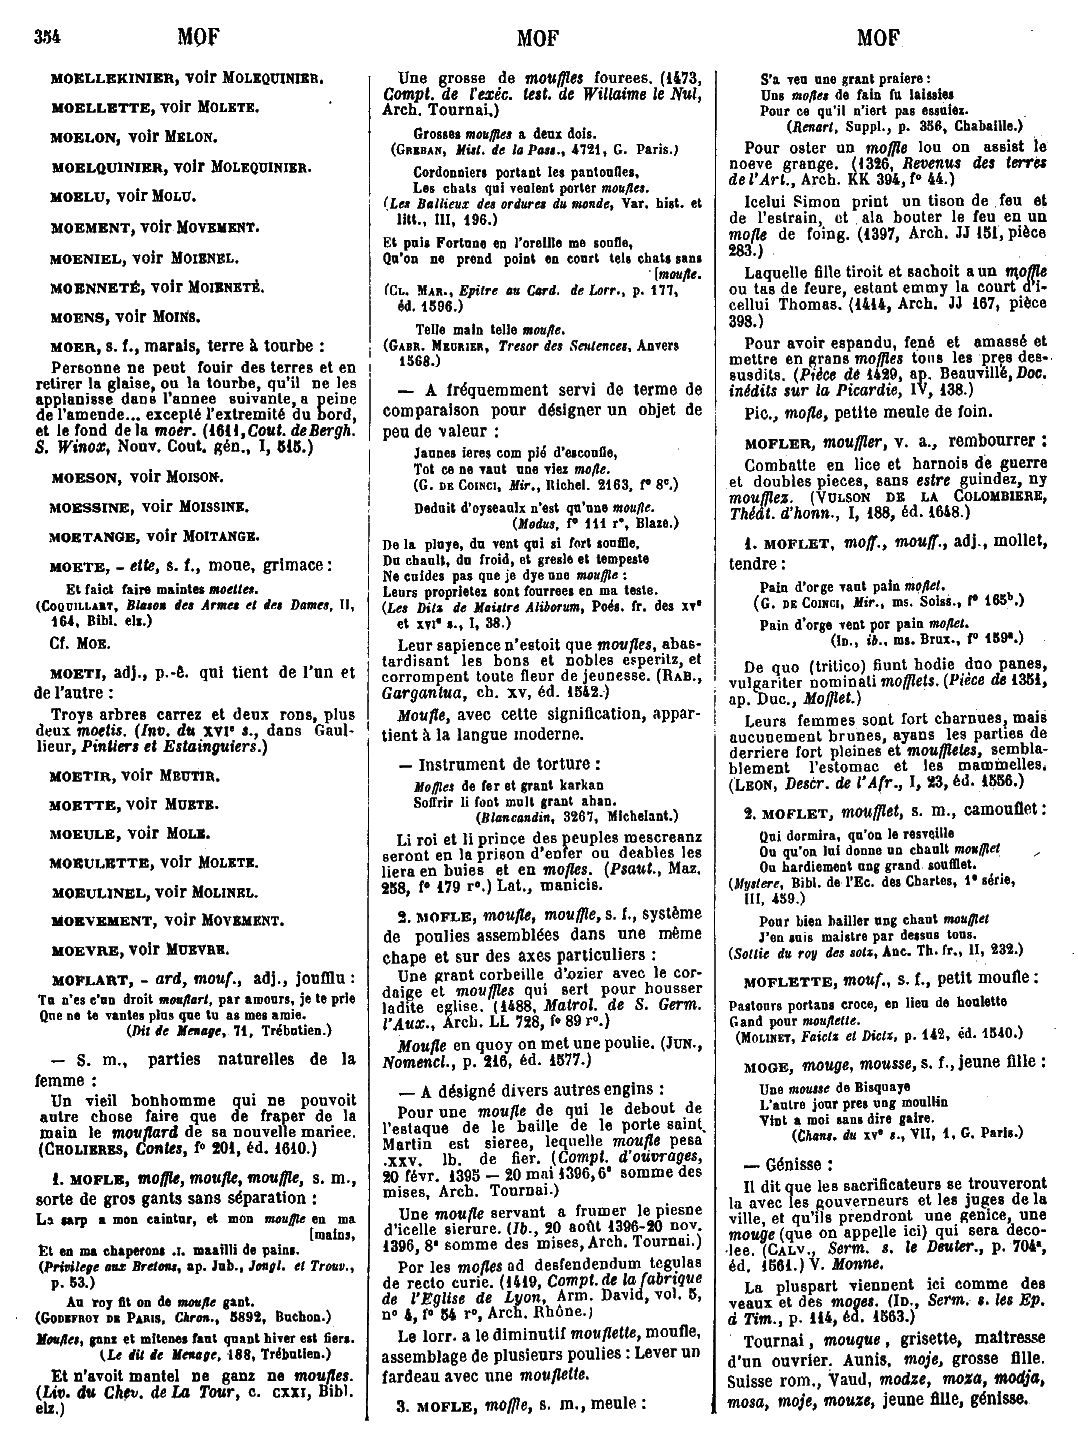 354 MOF MOF MOF
MOELLEKINIER, voir MOLEQUINIER.
MOELLETTE, voir MOLETE.
MOELON, voir MELON.
MOELQUINIER, voir MOLEQUINIER.
MOELU, voir MOLU.
MOEMENT, voir MOVEMENT.
MOENIEL, voir MOIENEL.
MOENNETÉ, voir MOIENETÉ.
MOENS, voir MOINS.
MOER, s. f., marais, terre à tourbe :
Personne ne peut fouir des terres et en
retirer la glaise, ou la tourbe, qu'il ne les
applanisse dans l'annee suivante, a peine
de l'amende... excepté l'extremité du bord,
et le fond de la moer. (1611, Cout. de Bergh.
S. Winox, Nouv. Cout. gén., I, 515.)
MOESON, voir MOISON.
MOESSINE, voir MOISSINE.
MOETANGE, voir MOITANGE.
MOETE, - eite, s. f., moue, grimace :
Et faict faire maintes moettes.
(COQUILLART, Blason des Armes et des Dames, II,
164, Bibl. elz.)
Cf. MOE.
MOETI, adj., p.-ê. qui tient de l'un et
de l'autre :
Troys arbres carrez et deux rons, plus
deux moetis. (Inv. du XVIe s., dans Gaul-
lieur, Pintiers et Estainguiers.)
MOETIR, voir MEUTIR.
MOETTE, voir MUETE.
MOEULE, voir MOLE.
MOEULETTE, voir MOLETE.
MOEULINEL, voir MOLINEL.
MOEVEMENT, voir MOVEMENT.
MOEVRE, voir MUEVRE.
MOFLART, - ard, mouf., adj., joufflu :
Tu n'es c'un droit mouflart, par amours, je te prie
Que ne te vantes plus que tu as mes amie.
(Dit de Menage, 71, Trébutien.)
— S. m., parties naturelles de la
femme :
Un vieil bonhomme qui ne pouvoit
autre chose faire que de fraper de la
main le mouflard de sa nouvelle mariee.
(CHOLIERES, Contes, fo 201, éd. 1610.)
1. MOFLE, moffle, moufle, mouffle, s. m.,
sorte de gros gants sans séparation :
La sarp a mon caintur, et mon mouffle en ma
[mains,
Et en ma chaperons .I. maailli de pains.
(Privilege aux Bretons, ap. Jub., Jongl. et Trouv.,
p. 53.)
Au roy fit on de moufle gant.
(GODEFROY DE PARIS, Chron., 5892, Buchon.)
Moufles, ganz et mitenes faut quant hiver est fiers.
(Le dit de Menage, 188, Trébutien.)
Et n'avoit mantel ne ganz ne moufles.
(Liv. du Chev. de La Tour, c. CXXI, Bibl.
elz.)
Une grosse de mouffles fourees. (1473,
Compt. de l'exéc. test. de Willaime le Nul,
Arch. Tournai.)
Grosses mouffles a deux dois.
(GREBAN, Mist. de la Pass., 4721, G. Paris.)
Cordonniers portant les pantoufles,
Les chats qui veulent porter moufles.
(Les Ballieux des ordures du monde, Var. hist. et
litt., III, 196.)
Et puis Fortune en l'oreille me soufle,
Qu'on ne prend point en court tels chats sans
[moufle.
(CL. MAR., Epitre au Card. de Lorr., p. 177,
éd. 1596.)
Telle main telle moufle.
(GABR. MEURIER, Tresor des Sentences, Anvers
1568.)
— A fréquemment servi de terme de
comparaison pour désigner un objet de
peu de valeur :
Jaunes ieres com pié d'escoufle,
Tot ce ne vaut une viez mofle.
(G. DE COINCI, Mir., Richel. 2163, fo 8c.)
Deduit d'oyseaulx n'est qu'une moufle.
(Modus, fo 111 ro, Blaze.)
De la pluye, du vent qui si fort souffle,
Du chault, du froid, et gresle et tempeste
Ne cuides pas que je dye une mouffle :
Leurs proprietez sont fourrees en ma teste.
(Les Ditz de Maistre Aliborum, Poés. fr. des XVe
et XVIe s., I, 38.)
Leur sapience n'estoit que moufles, abas-
tardisant les bons et nobles esperitz, et
corrompent toute fleur de jeunesse. (RAB.,
Gargantua, ch. XV, éd. 1542.)
Moufle, avec cette signification, appar-
tient à la langue moderne.
— Instrument de torture :
Moffles de fer et grant karkan
Soffrir li font mult grant ahan.
(Blancandin, 3267, Michelant.)
Li roi et li prince des peuples mescreanz
seront en la prison d'enfer ou deables les
liera en buies et en mofles. (Psaut., Maz.
258, fo 179 ro.) Lat., manicis.
2. MOFLE, moufle, mouffle, s. f., système
de poulies assemblées dans une même
chape et sur des axes particuliers :
Une grant corbeille d'ozier avec le cor-
daige et mouffles qui sert pour housser
ladite eglise. (1488, Matrol. de S. Germ.
l'Aux., Arch. LL 728, fo 89 ro.)
Moufle en quoy on met une poulie. (JUN.,
Nomencl., p. 216, éd. 1577.)
— A désigné divers autres engins :
Pour une moufle de qui le debout de
l'estaque de le baille de le porte saint
Martin est sieree, lequelle moufle pesa
.XXV. lb. de fier. (Compt. d'ouvrages,
20 févr. 1395 — 20 mai 1396, 6e somme des
mises, Arch. Tournai.)
Une moufle servant a frumer le piesne
d'icelle sierure. (Ib., 20 août 1396-20 nov.
1396, 8e somme des mises, Arch. Tournai.)
Por les mofles ad desfendendum tegulas
de recto curie. (1419, Compt. de la fabrique
de l'Eglise de Lyon, Arm. David, vol. 5,
no 4, fo 54 ro, Arch. Rhône.)
Le lorr. a le diminutif mouflette, moufle,
assemblage de plusieurs poulies : Lever un
fardeau avec une mouflette.
3. MOFLE, moffle, s. m., meule :
S'a veu une grant praiere :
Uns mofles de fain fu laissies
Pour ce qu'il n'iert pas essuiez.
(Renart, Suppl., p. 356, Chabaille.)
Pour oster un moffle lou on assist le
noeve grange. (1326, Revenus des terres
de l'Art., Arch. KK 394, fo 44.)
Icelui Simon print un tison de feu et
de l'estrain, et ala bouter le feu en un
mofle de foing. (1397, Arch. JJ 151, pièce
283.)
Laquelle fille tiroit et sachoit a un moffle
ou tas de feure, estant emmy la court d'i-
cellui Thomas. (1414, Arch. JJ 167, pièce
398.)
Pour avoir espandu, fené et amassé et
mettre en grans moffles tous les pres des-
susdits. (Pièce de 1429, ap. Beauvillé, Doc.
inédits sur la Picardie, IV, 138.)
Pic., mofle, petite meule de foin.
MOFLER, mouffler, v. a., rembourrer :
Combatte en lice et harnois de guerre
et doubles pieces, sans estre guindez, ny
moufflez. (VULSON DE LA COLOMBIERE,
Théât. d'honn., I, 188, éd. 1648.)
1. MOFLET, moff., mouff., adj., mollet,
tendre :
Pain d'orge vaut pain moflet.
(G. DE COINCI, Mir., ms. Soiss., fo 165b.)
Pain d'orge vent por pain moflet.
(ID., ib., ms. Brux., fo 159a.)
De quo (tritico) fiunt hodie duo panes,
vulgariter nominati mofflets. (Pièce de 1351,
ap. Duc., Mofflet.)
Leurs femmes sont fort charnues, mais
aucunement brunes, ayans les parties de
derriere fort pleines et mouffletes, sembla-
blement l'estomac et les mammelles.
(LEON, Descr. de l'Afr., I, 23, éd. 1556.)
2. MOFLET, moufflet, s. m., camouflet :
Qui dormira, qu'on le resveille
Ou qu'on lui donne un chault moufflet
Ou hardiement ung grand soufflet.
(Mystere, Bibl. de l'Ec. des Chartes, 1e série,
III, 459.)
Pour bien bailler ung chaut moufflet
J'en suis maistre par dessus tous.
(Sottie du roy des sotz, Anc. Th. fr., II, 232.)
MOFLETTE, mouf., s. f., petit moufle :
Pastours portans croce, en lieu de houlette
Gand pour mouflette.
(MOLINET, Faictz et Dictz, p. 142, éd. 1540.)
MOGE, mouge, mousse, s. f., jeune fille :
Une mousse de Bisquaye
L'autre jour pres ung moullin
Vint a moi sans dire gaire.
(Chans. du XVe s., VII, 1, G. Paris.)
— Génisse :
Il dit que les sacrificateurs se trouveront
la avec les gouverneurs et les juges de la
ville, et qu'ils prendront une genice, une
mouge (que on appelle ici) qui sera deco-
lee. (CALV., Serm. s. le Deuter., p. 704a,
éd. 1561.) V. Monne.
La pluspart viennent ici comme des
veaux et des moges. (ID., Serm. s. les Ep.
à Tim., p. 114, éd. 1563.)
Tournai, mouque, grisette, maîtresse
d'un ouvrier. Aunis, moje, grosse fille.
Suisse rom., Vaud, modze, moza, modja,
mosa, moje, mouze, jeune fille, génisse.